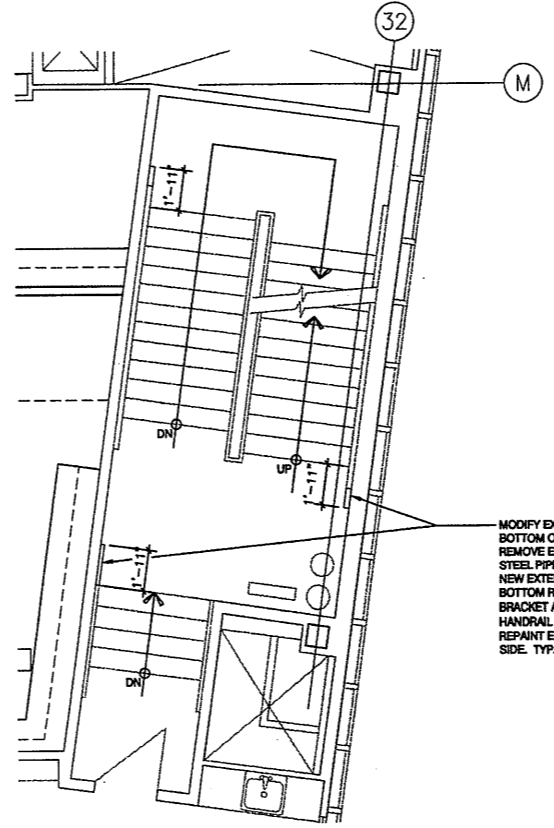 32
M
1'-11"
DN
UP
1'-11"
1'-11"
DN
MODIFY EX
BOTTOM O
REMOVE E
STEEL PIP
NEW EXTE
BOTTOM R
BRACKET A
HANDRAIL
REPAINT E
SIDE. TYP.